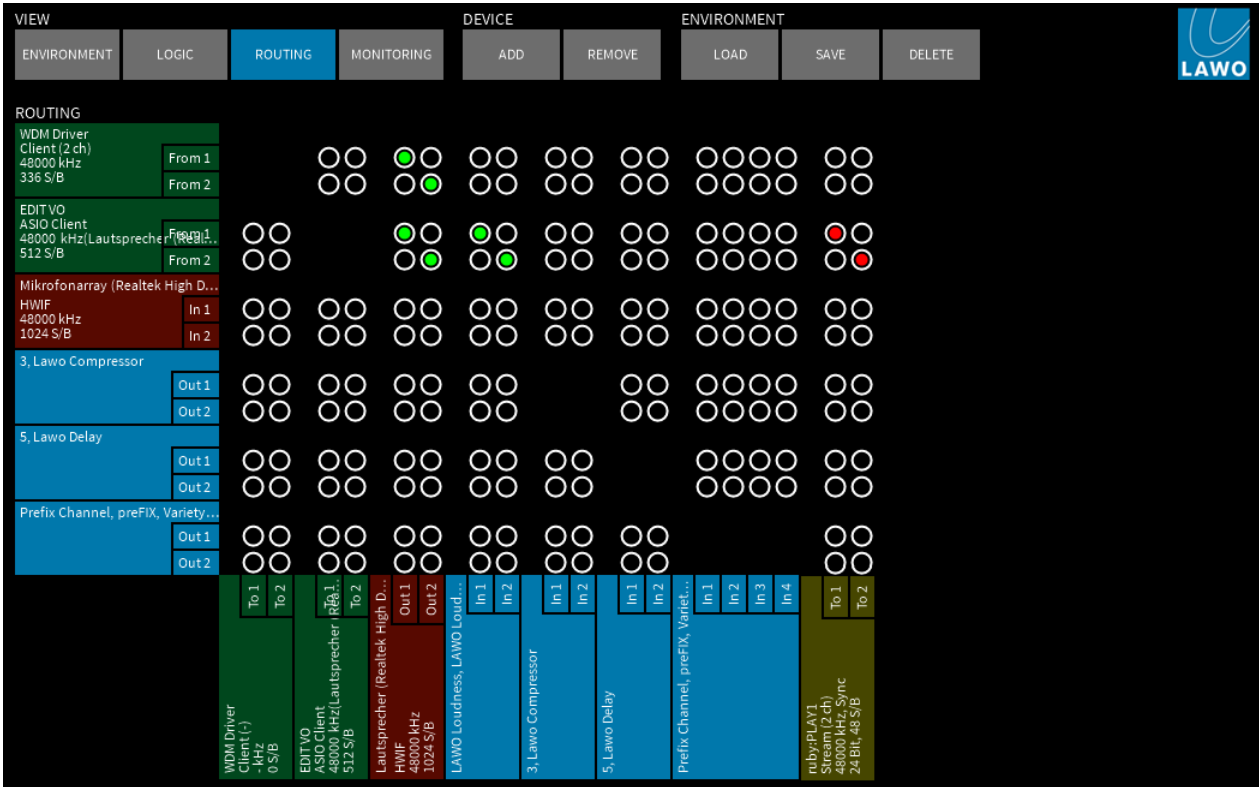 VIEW DEVICE ENVIRONMENT
ENVIRONMENT LOGIC ROUTING MONITORING ADD REMOVE LOAD SAVE DELETE
LAWO
ROUTING
WDM Driver
Client (2 ch)
48000 kHz
336 S/B
From 1
From 2
EDIT VO
ASIO Client
48000 kHz(Lautsprecher (Real...
512 S/B
From 1
From 2
Mikrofonarray (Realtek High D...
HWIF
48000 kHz
1024 S/B
In 1
In 2
3, Lawo Compressor
Out 1
Out 2
5, Lawo Delay
Out 1
Out 2
Prefix Channel, preFIX, Variety...
Out 1
Out 2
WDM Driver
Client (-)
- kHz
0 S/B
To 1
To 2
EDIT VO
ASIO Client
48000 kHz(Lautsprecher (Rea...
512 S/B
To 1
To 2
Lautsprecher (Realtek High D...
HWIF
48000 kHz
1024 S/B
Out 1
Out 2
LAWO Loudness, LAWO Loud...
In 1
In 2
3, Lawo Compressor
In 1
In 2
5, Lawo Delay
In 1
In 2
Prefix Channel, preFIX, Variet...
In 1
In 2
In 3
In 4
ruby:PLAY1
Stream (2 ch)
48000 kHz, Sync
24 Bit, 48 S/B
To 1
To 2